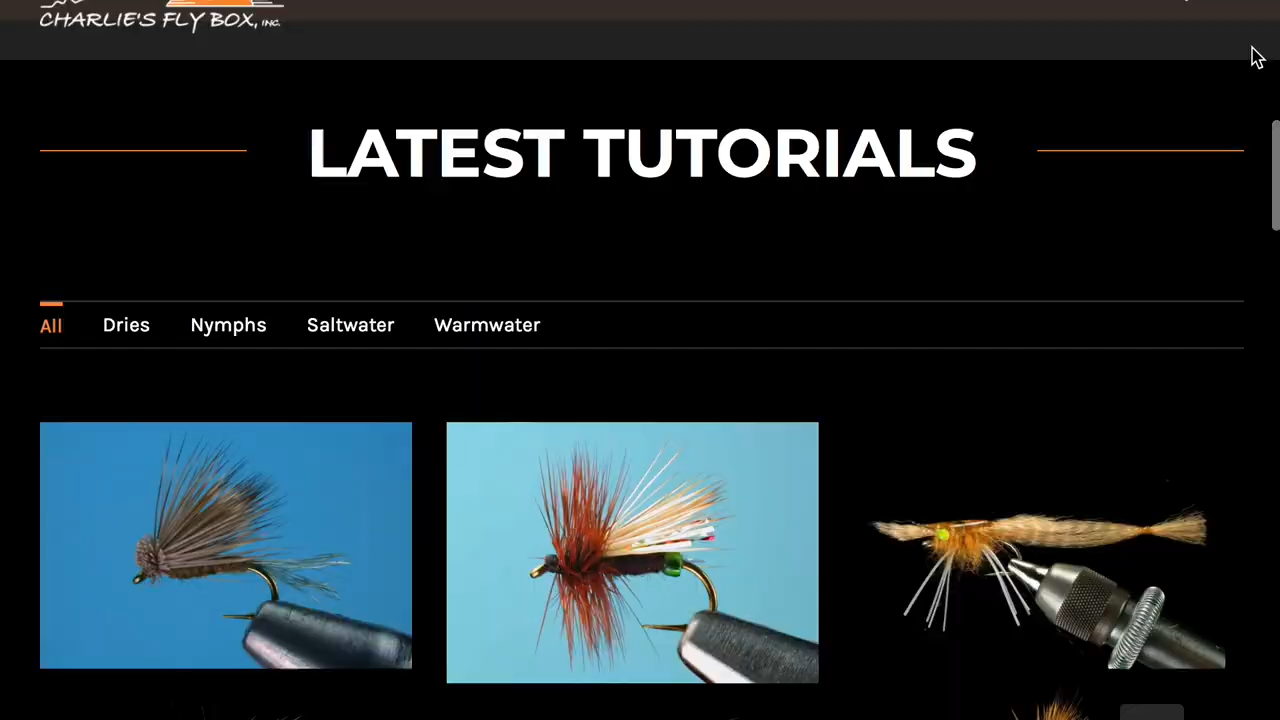 CHARLIE'S FLY BOX, INC.
LATEST TUTORIALS
All Dries Nymphs Saltwater Warmwater